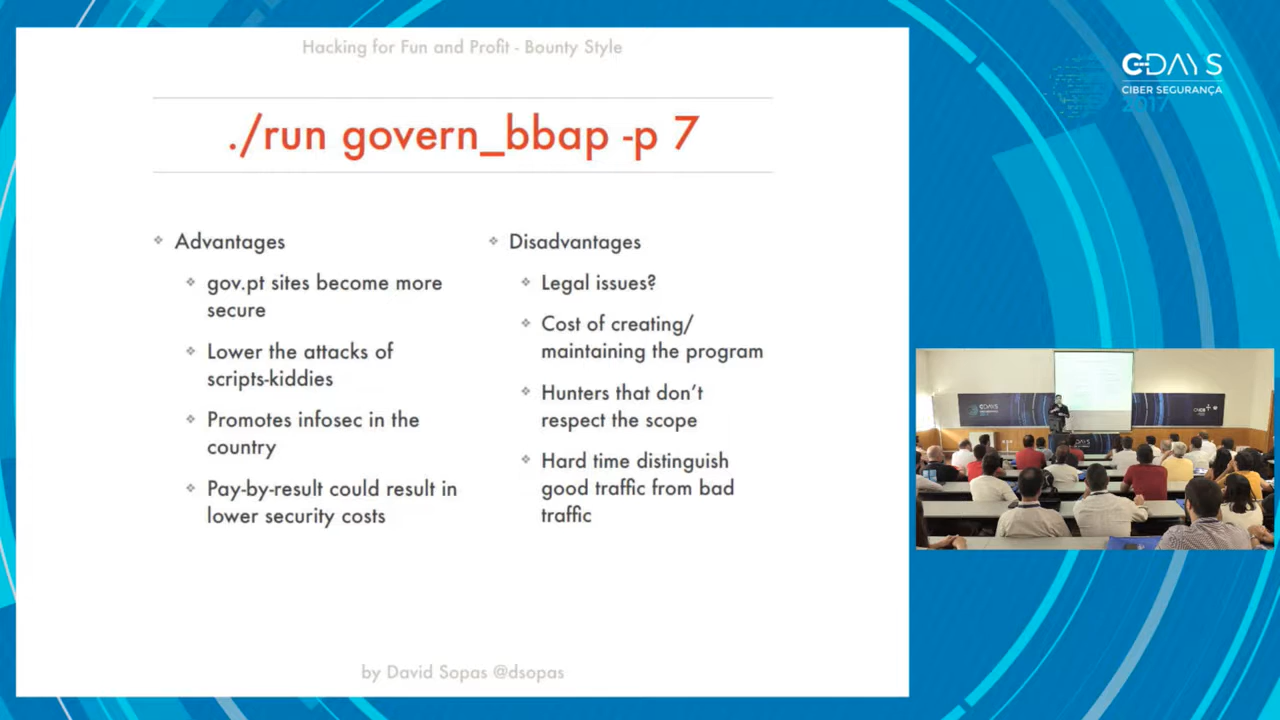 Hacking for Fun and Profit - Bounty Style
./run govern_bbap -p 7
Advantages
gov.pt sites become more
secure
Lower the attacks of
scripts-kiddies
Promotes infosec in the
country
Pay-by-result could result in
lower security costs
Disadvantages
Legal issues?
Cost of creating/
maintaining the program
Hunters that don't
respect the scope
Hard time distinguish
good traffic from bad
traffic
by David Sopas @dsopas
C-DAYS
CIBER SEGURANÇA
2017